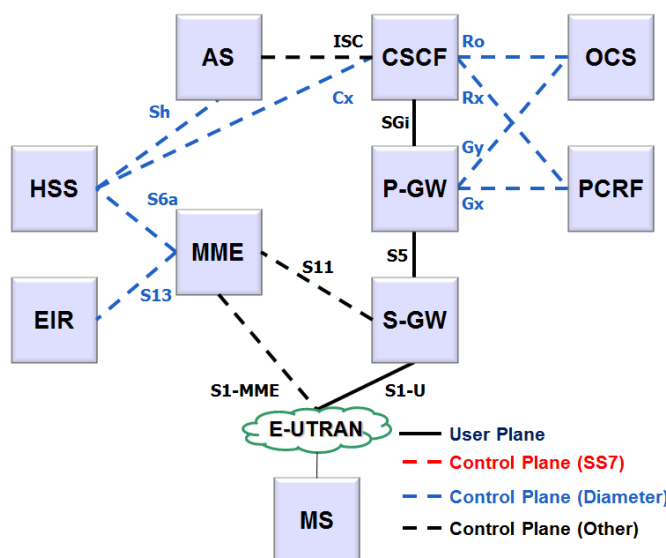 ISC
Ro
AS
CSCF
OCS
Sh
Cx
Rx
SGi
Gy
HSS
S6a
P-GW
Gx
PCRF
MME
S11
S5
EIR
S13
S-GW
S1-MME
S1-U
E-UTRAN
User Plane
Control Plane (SS7)
MS
Control Plane (Diameter)
Control Plane (Other)